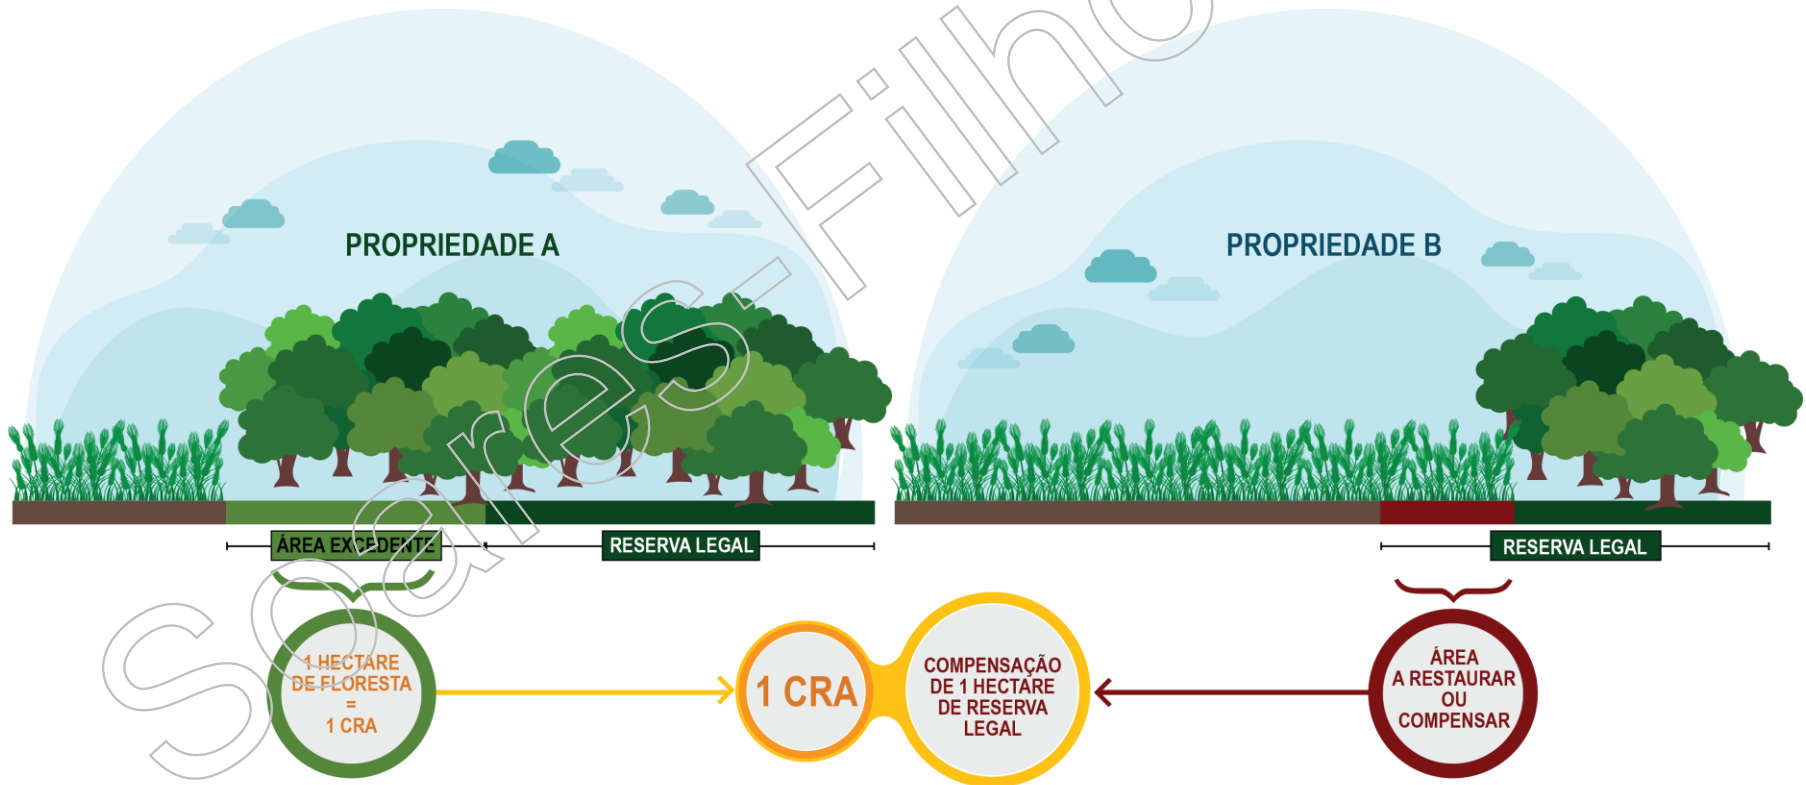 PROPRIEDADE A
PROPRIEDADE B
ÁREA EXCEDENTE
RESERVA LEGAL
RESERVA LEGAL
1 HECTARE
DE FLORESTA
=
1 CRA
1 CRA
COMPENSAÇÃO
DE 1 HECTARE
DE RESERVA
LEGAL
ÁREA
A RESTAURAR
OU
COMPENSAR
Soares-Filho